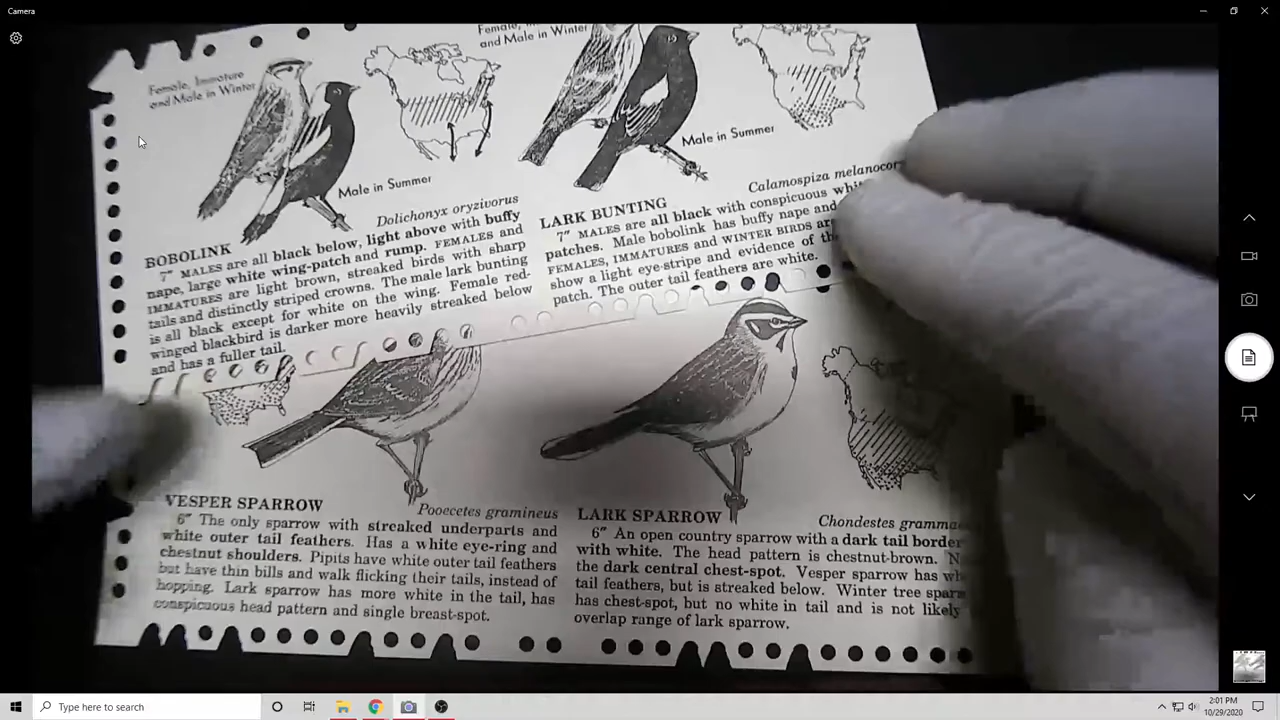 Camera
Female, Immature
and Male in Winter
Male in Summer
Dolichonyx oryzivorus
BOBOLINK
7" MALES are all black below, light above with buffy
nape, large white wing-patch and rump. FEMALES and
IMMATURES are light brown, streaked birds with sharp
tails and distinctly striped crowns. The male lark bunting
is all black except for white on the wing. Female red-
winged blackbird is darker more heavily streaked below
and has a fuller tail.
Female,
and Male in Winter
Male in Summer
Calamospiza melanocor
LARK BUNTING
7" MALES are all black with conspicuous
patches. Male bobolink has buffy nape and
FEMALES, IMMATURES and WINTER BIRDS
show a light eye-stripe and evidence of
patch. The outer tail feathers are white.
VESPER SPARROW
Pooecetes gramineus
6" The only sparrow with streaked underparts and
white outer tail feathers. Has a white eye-ring and
chestnut shoulders. Pipits have white outer tail feathers
but have thin bills and walk flicking their tails, instead of
hopping. Lark sparrow has more white in the tail, has
conspicuous head pattern and single breast-spot.
LARK SPARROW
Chondestes gramma
6" An open country sparrow with a dark tail border
with white. The head pattern is chestnut-brown. N
the dark central chest-spot. Vesper sparrow has
tail feathers, but is streaked below. Winter tree
has chest-spot, but no white in tail and is not likely
overlap range of lark sparrow.
Type here to search
2:01 PM
10/29/2020